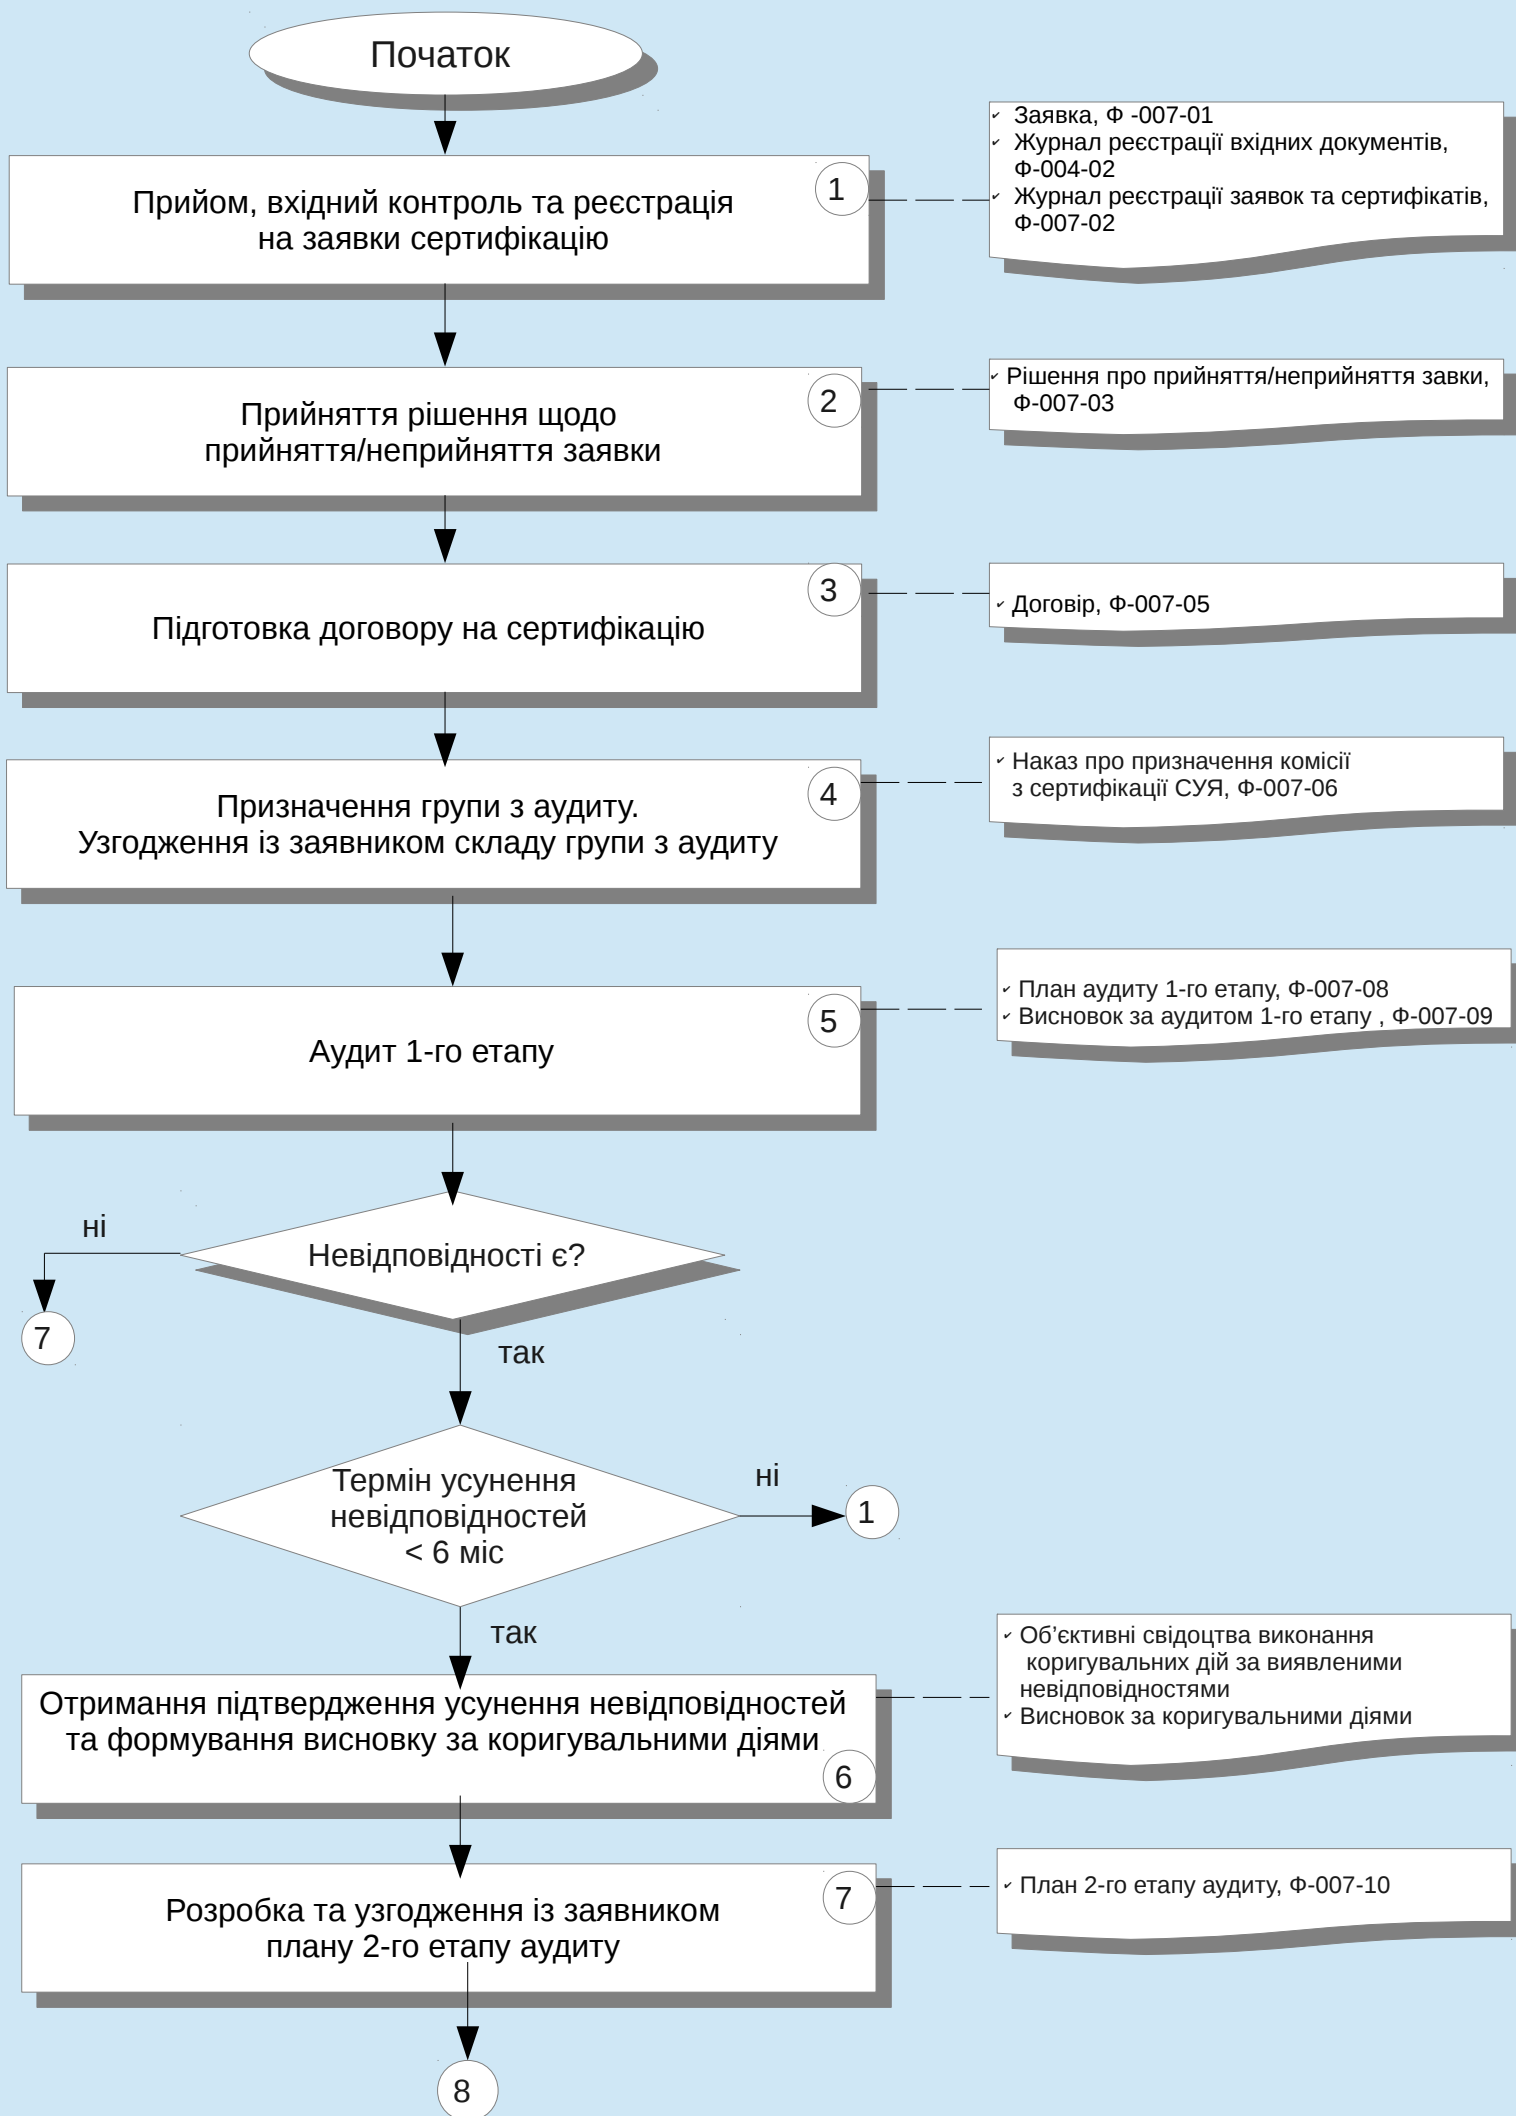 Початок
Прийом, вхідний контроль та реєстрація
на заявки сертифікацію
1
Заявка, Ф -007-01
Журнал реєстрації вхідних документів,
Ф-004-02
Журнал реєстрації заявок та сертифікатів,
Ф-007-02
Прийняття рішення щодо
прийняття/неприйняття заявки
2
Рішення про прийняття/неприйняття завки,
Ф-007-03
Підготовка договору на сертифікацію
3
Договір, Ф-007-05
Призначення групи з аудиту.
Узгодження із заявником складу групи з аудиту
4
Наказ про призначення комісії
з сертифікації СУЯ, Ф-007-06
Аудит 1-го етапу
5
План аудиту 1-го етапу, Ф-007-08
Висновок за аудитом 1-го етапу , Ф-007-09
Невідповідності є?
ні
7
так
Термін усунення
невідповідностей
< 6 міс
ні
1
так
Отримання підтвердження усунення невідповідностей
та формування висновку за коригувальними діями
6
Об’єктивні свідоцтва виконання
коригувальних дій за виявленими
невідповідностями
Висновок за коригувальними діями
Розробка та узгодження із заявником
плану 2-го етапу аудиту
7
План 2-го етапу аудиту, Ф-007-10
8